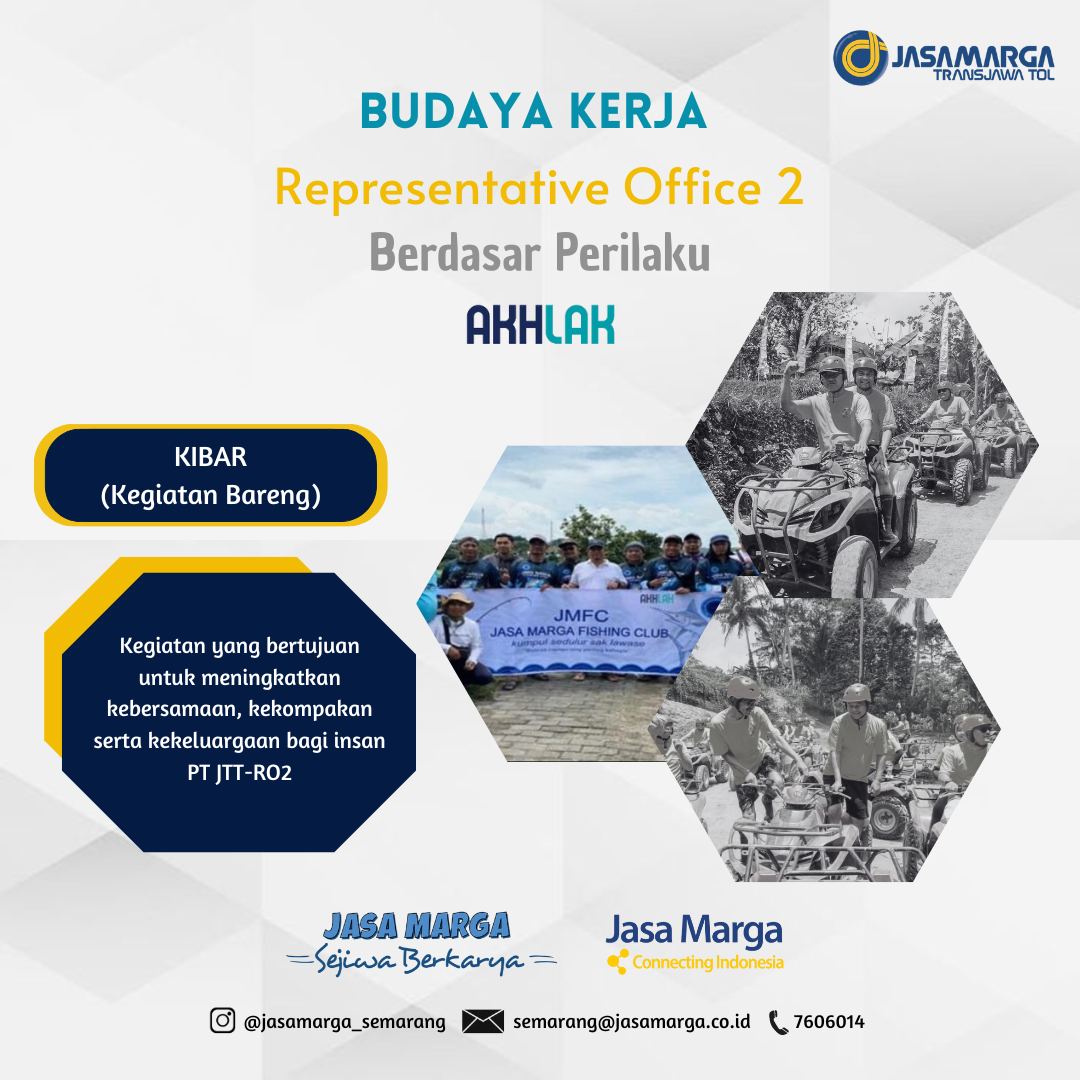 JASAMARGA
TRANSJAWA TOL
BUDAYA KERJA
Representative Office 2
Berdasar Perilaku
AKHLAK
KIBAR
(Kegiatan Bareng)
Kegiatan yang bertujuan
untuk meningkatkan
kebersamaan, kekompakan
serta kekeluargaan bagi insan
PT JTT-RO2
AKHLAK
JMFC
JASA MARGA FISHING CLUB
kumpul sedulur sak lawase
JASA MARGA
Sejiwa Berkarya
Jasa Marga
Connecting Indonesia
@jasamarga_semarang
semarang@jasamarga.co.id
7606014